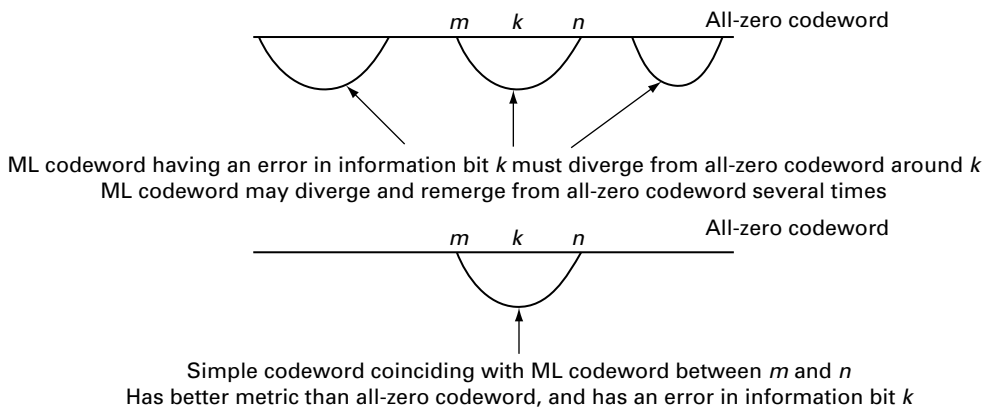 m k n All-zero codeword
ML codeword having an error in information bit k must diverge from all-zero codeword around k
ML codeword may diverge and remerge from all-zero codeword several times
m k n All-zero codeword
Simple codeword coinciding with ML codeword between m and n
Has better metric than all-zero codeword, and has an error in information bit k